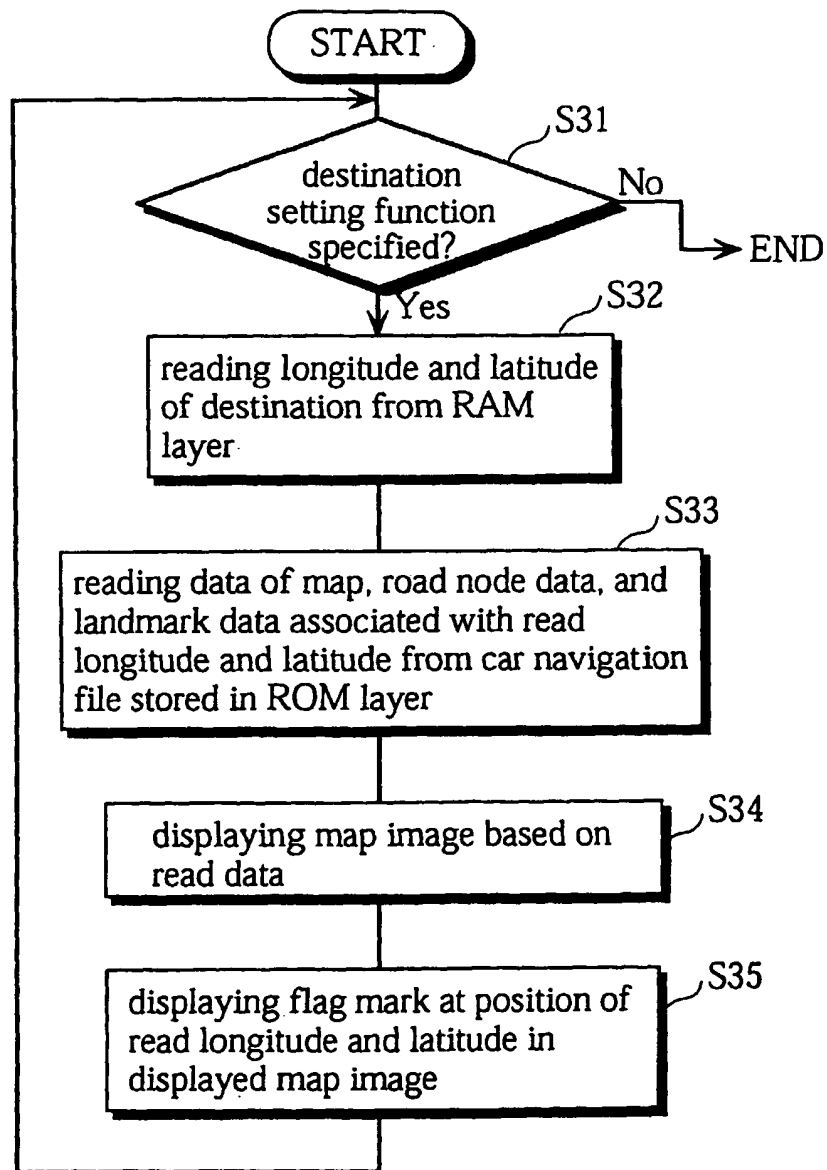 START
S31
destination
setting function
specified?
No
END
Yes
S32
reading longitude and latitude
of destination from RAM
layer
S33
reading data of map, road node data, and
landmark data associated with read
longitude and latitude from car navigation
file stored in ROM layer
S34
displaying map image based on
read data
S35
displaying flag mark at position of
read longitude and latitude in
displayed map image